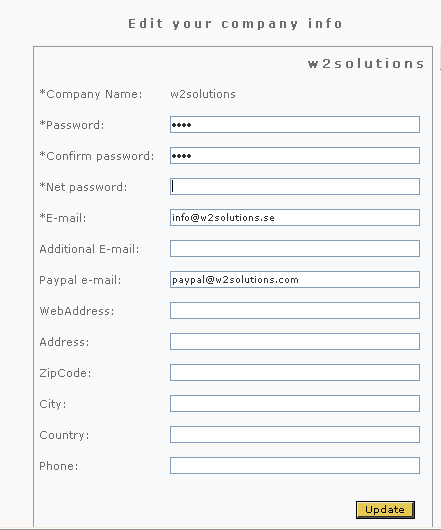 Edit your company info
w2solutions
*Company Name: w2solutions
*Password: ••••
*Confirm password: ••••
*Net password:
*E-mail: info@w2solutions.se
Additional E-mail:
Paypal e-mail: paypal@w2solutions.com
WebAddress:
Address:
ZipCode:
City:
Country:
Phone:
Update